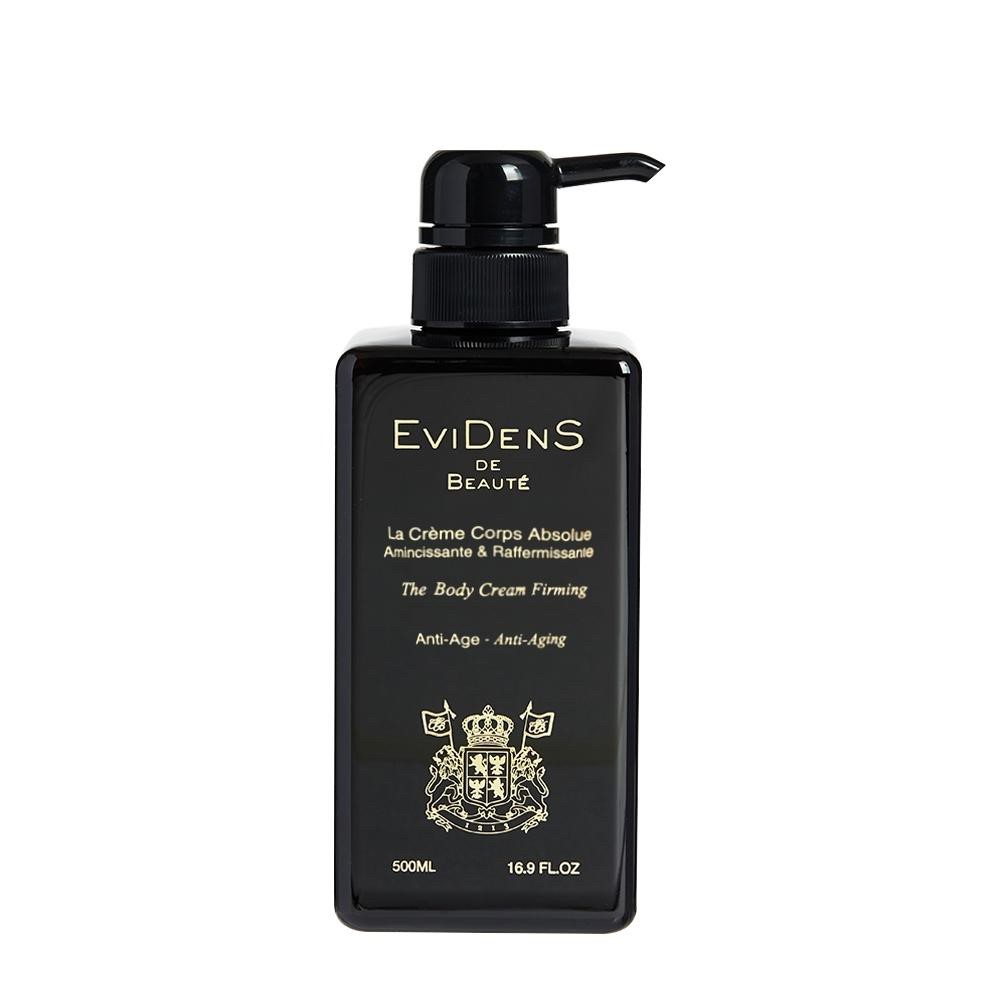 EviDenS
DE
BEAUTÉ
La Crème Corps Absolue
Amincissante & Raffermissante
The Body Cream Firming
Anti-Age - Anti-Aging
1213
500ML 16.9 FL.OZ